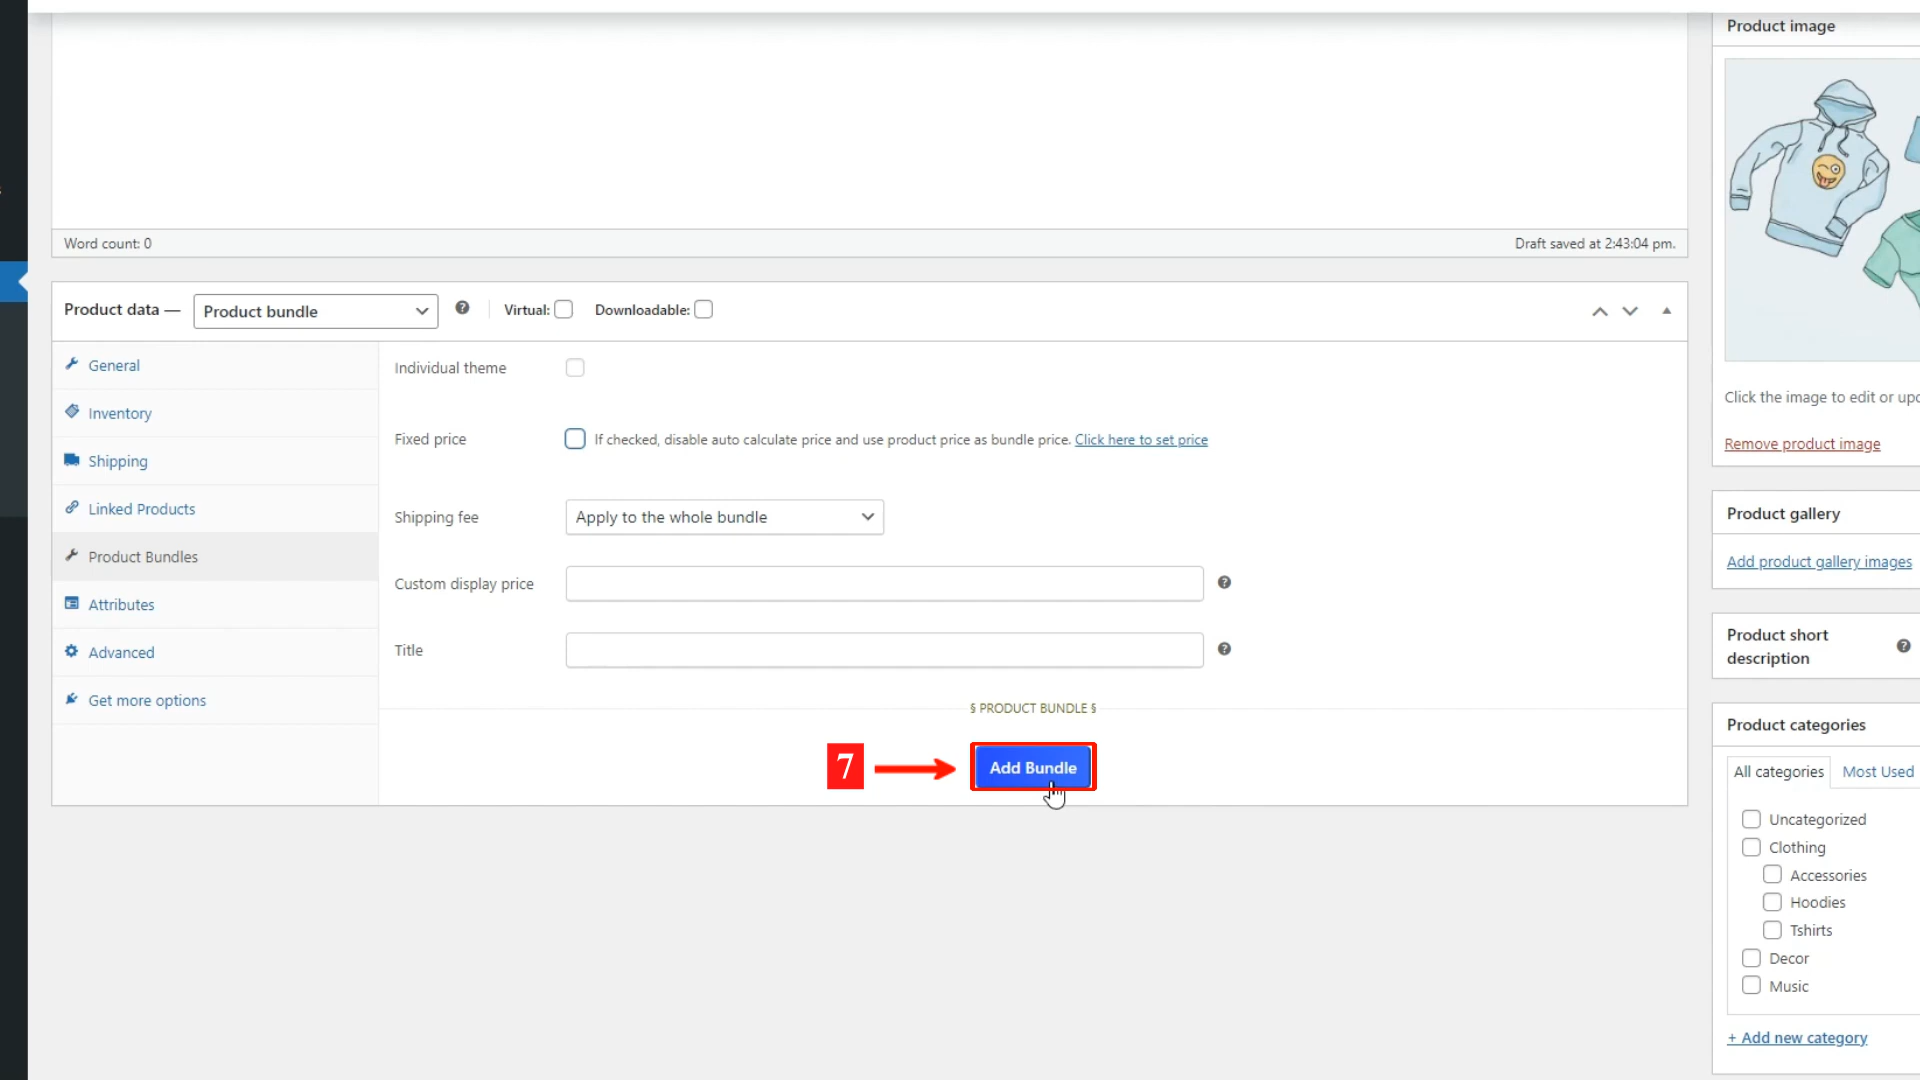 Product image
Word count: 0
Draft saved at 2:43:04 pm.
Product data —
Product bundle
Virtual:
Downloadable:
General
Inventory
Shipping
Linked Products
Product Bundles
Attributes
Advanced
Get more options
Individual theme
Fixed price
If checked, disable auto calculate price and use product price as bundle price. Click here to set price
Shipping fee
Apply to the whole bundle
Custom display price
Title
§ PRODUCT BUNDLE §
7
Add Bundle
Click the image to edit or upd
Remove product image
Product gallery
Add product gallery images
Product short
description
Product categories
All categories
Most Used
Uncategorized
Clothing
Accessories
Hoodies
Tshirts
Decor
Music
+ Add new category